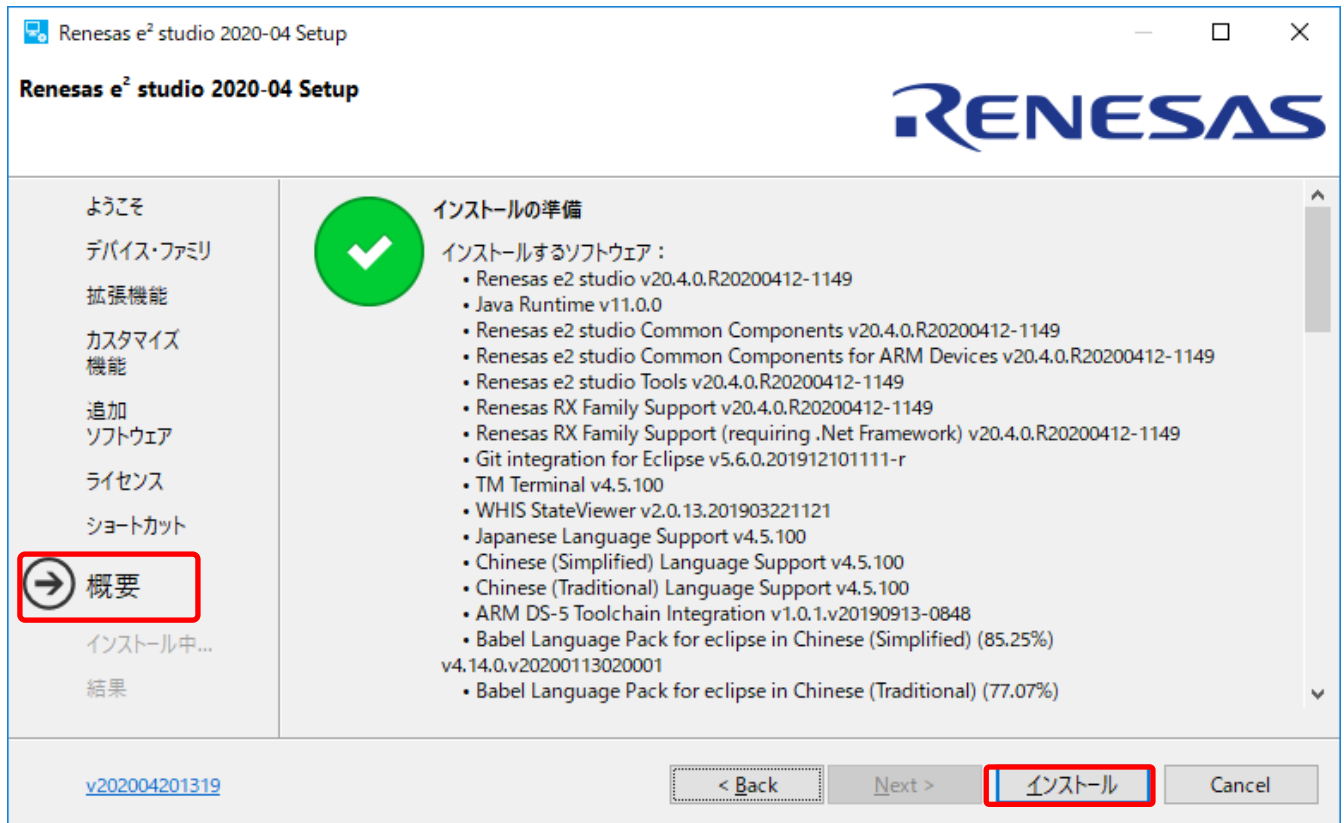 Renesas e² studio 2020-04 Setup
Renesas e² studio 2020-04 Setup
RENESAS
ようこそ
デバイス・ファミリ
拡張機能
カスタマイズ
機能
追加
ソフトウェア
ライセンス
ショートカット
概要
インストール中...
結果
インストールの準備
インストールするソフトウェア：
• Renesas e2 studio v20.4.0.R20200412-1149
• Java Runtime v11.0.0
• Renesas e2 studio Common Components v20.4.0.R20200412-1149
• Renesas e2 studio Common Components for ARM Devices v20.4.0.R20200412-1149
• Renesas e2 studio Tools v20.4.0.R20200412-1149
• Renesas RX Family Support v20.4.0.R20200412-1149
• Renesas RX Family Support (requiring .Net Framework) v20.4.0.R20200412-1149
• Git integration for Eclipse v5.6.0.201912101111-r
• TM Terminal v4.5.100
• WHIS StateViewer v2.0.13.201903221121
• Japanese Language Support v4.5.100
• Chinese (Simplified) Language Support v4.5.100
• Chinese (Traditional) Language Support v4.5.100
• ARM DS-5 Toolchain Integration v1.0.1.v20190913-0848
• Babel Language Pack for eclipse in Chinese (Simplified) (85.25%)
v4.14.0.v20200113020001
• Babel Language Pack for eclipse in Chinese (Traditional) (77.07%)
v202004201319
< Back
Next >
インストール
Cancel